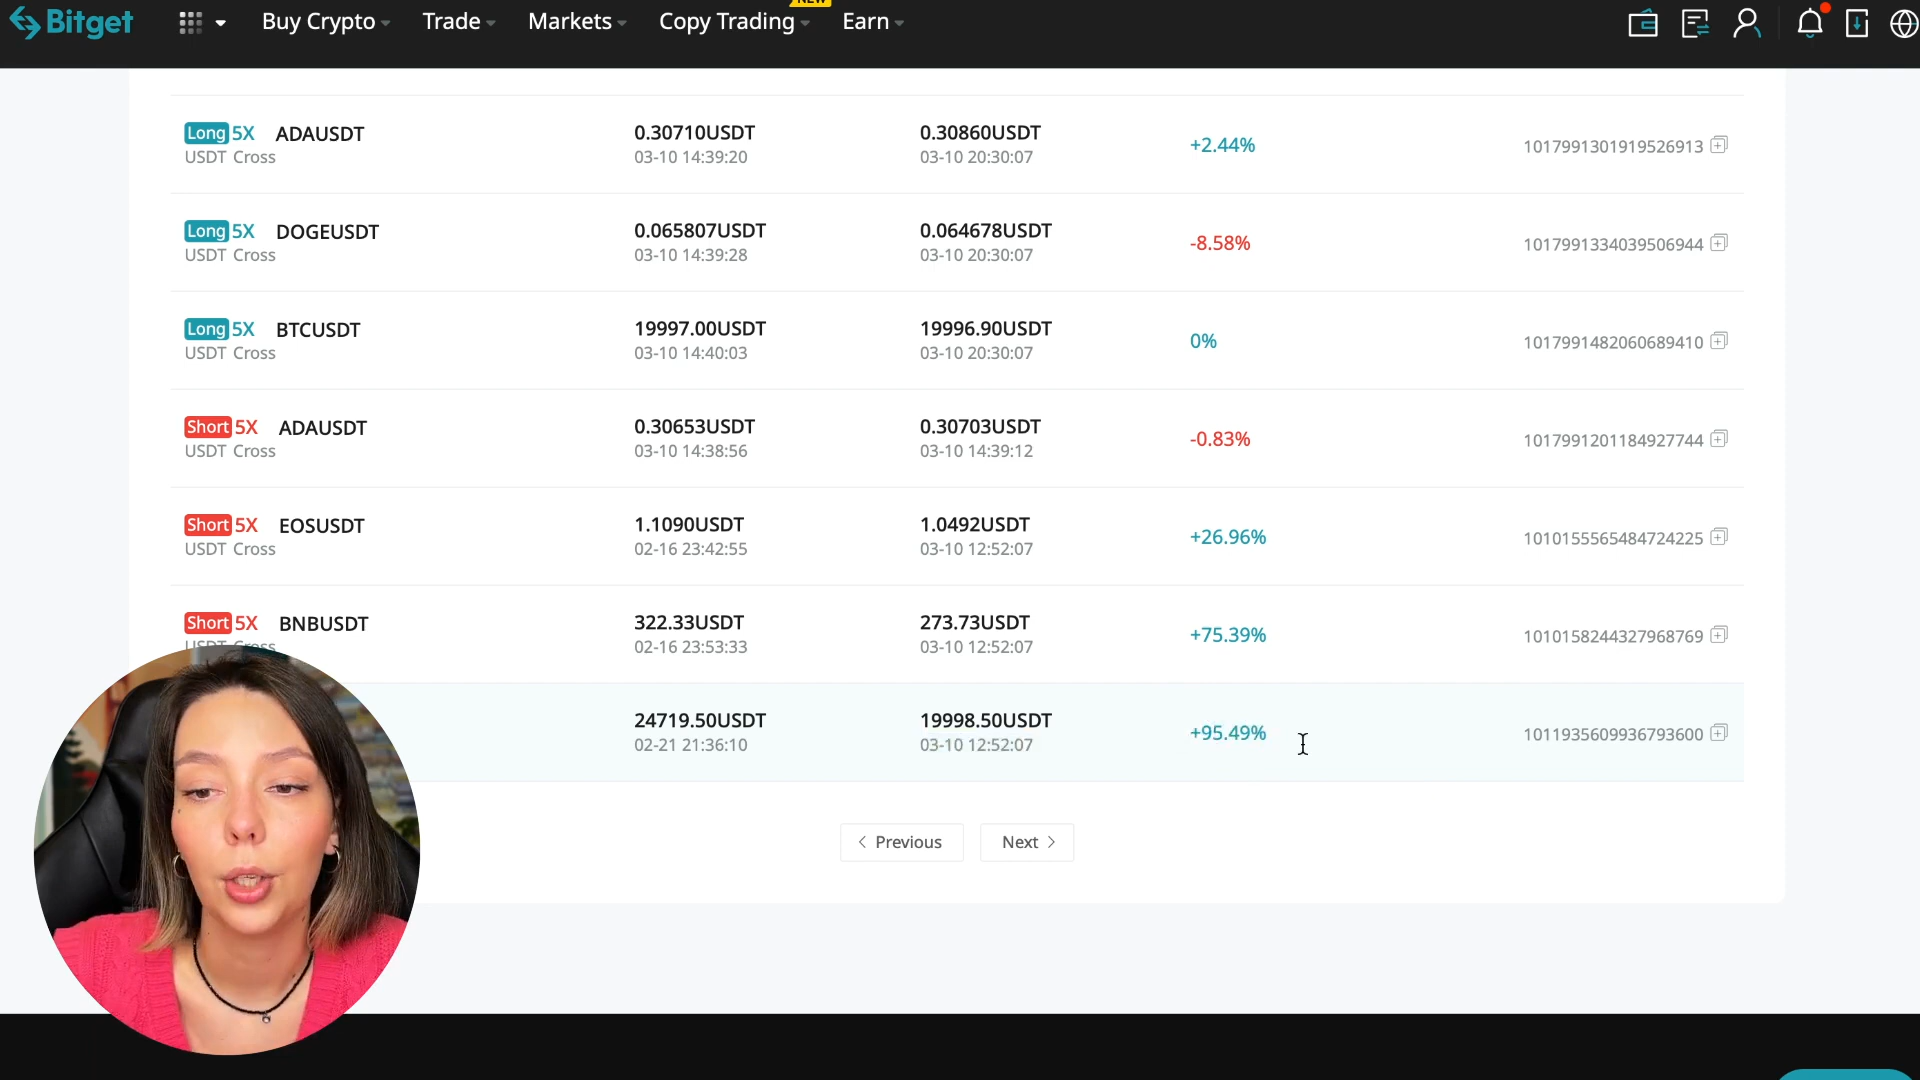 Bitget
Buy Crypto
Trade
Markets
Copy Trading
NEW
Earn
Long 5X ADAUSDT 0.30710USDT 0.30860USDT +2.44% 1017991301919526913
USDT Cross 03-10 14:39:20 03-10 20:30:07
Long 5X DOGEUSDT 0.065807USDT 0.064678USDT -8.58% 1017991334039506944
USDT Cross 03-10 14:39:28 03-10 20:30:07
Long 5X BTCUSDT 19997.00USDT 19996.90USDT 0% 1017991482060689410
USDT Cross 03-10 14:40:03 03-10 20:30:07
Short 5X ADAUSDT 0.30653USDT 0.30703USDT -0.83% 1017991201184927744
USDT Cross 03-10 14:38:56 03-10 14:39:12
Short 5X EOSUSDT 1.1090USDT 1.0492USDT +26.96% 1010155565484724225
USDT Cross 02-16 23:42:55 03-10 12:52:07
Short 5X BNBUSDT 322.33USDT 273.73USDT +75.39% 1010158244327968769
USDT Cross 02-16 23:53:33 03-10 12:52:07
24719.50USDT 19998.50USDT +95.49% 1011935609936793600
02-21 21:36:10 03-10 12:52:07
Previous
Next